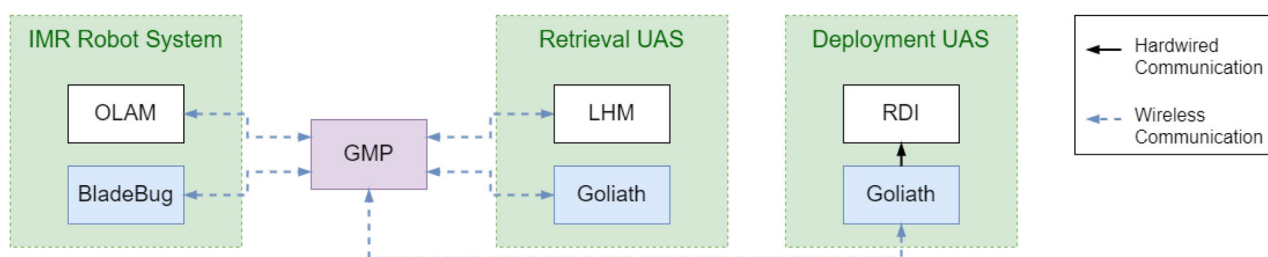 IMR Robot System
OLAM
BladeBug
GMP
Retrieval UAS
LHM
Goliath
Deployment UAS
RDI
Goliath
Hardwired
Communication
Wireless
Communication